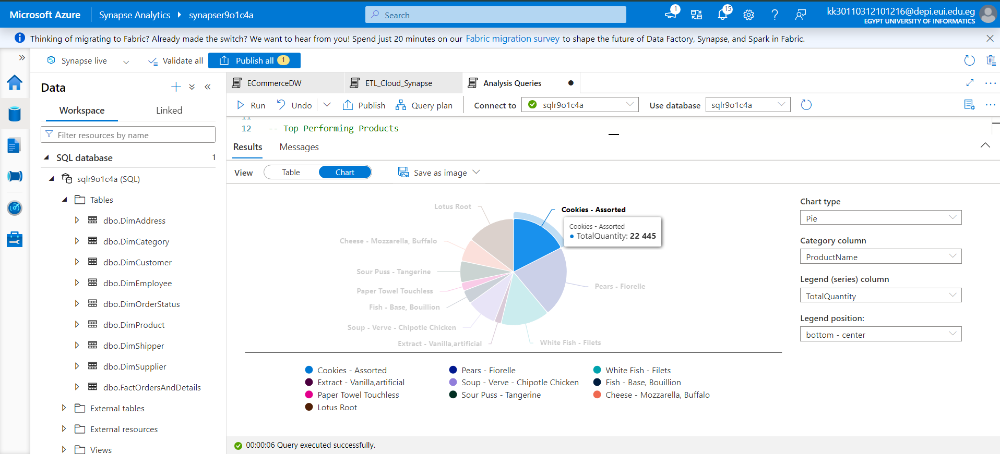 Microsoft Azure
Synapse Analytics
synapser9o1c4a
Search
1
15
kk30110312101216@depi.eui.edu.eg
EGYPT UNIVERSITY OF INFORMATICS
Thinking of migrating to Fabric? Already made the switch? We want to hear from you! Spend just 20 minutes on our Fabric migration survey to shape the future of Data Factory, Synapse, and Spark in Fabric.
Synapse live
Validate all
Publish all 1
Data
Workspace
Linked
Filter resources by name
SQL database 1
sqlr9o1c4a (SQL)
Tables
dbo.DimAddress
dbo.DimCategory
dbo.DimCustomer
dbo.DimEmployee
dbo.DimOrderStatus
dbo.DimProduct
dbo.DimShipper
dbo.DimSupplier
dbo.FactOrdersAndDetails
External tables
External resources
Views
ECommerceDW
ETL_Cloud_Synapse
Analysis Queries
Run
Undo
Publish
Query plan
Connect to sqlr9o1c4a
Use database sqlr9o1c4a
11
12 -- Top Performing Products
Results
Messages
View
Table
Chart
Save as image
Lotus Root
Cookies - Assorted
Cookies - Assorted
TotalQuantity: 22 445
Cheese - Mozzarella, Buffalo
Sour Puss - Tangerine
Pears - Fiorelle
Paper Towel Touchless
Fish - Base, Bouillion
Soup - Verve - Chipotle Chicken
Extract - Vanilla,artificial
White Fish - Filets
Cookies - Assorted
Pears - Fiorelle
White Fish - Filets
Extract - Vanilla,artificial
Soup - Verve - Chipotle Chicken
Fish - Base, Bouillion
Paper Towel Touchless
Sour Puss - Tangerine
Cheese - Mozzarella, Buffalo
Lotus Root
Chart type
Pie
Category column
ProductName
Legend (series) column
TotalQuantity
Legend position:
bottom - center
00:00:06 Query executed successfully.